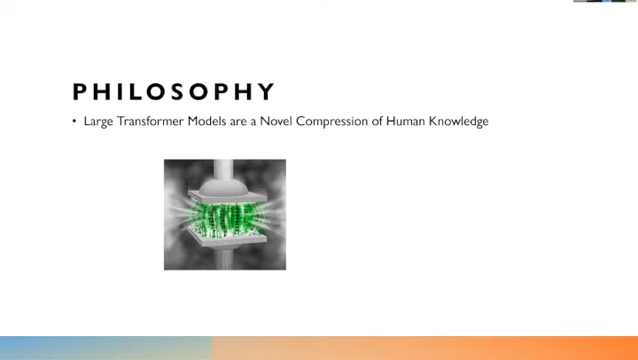 PHILOSOPHY
• Large Transformer Models are a Novel Compression of Human Knowledge